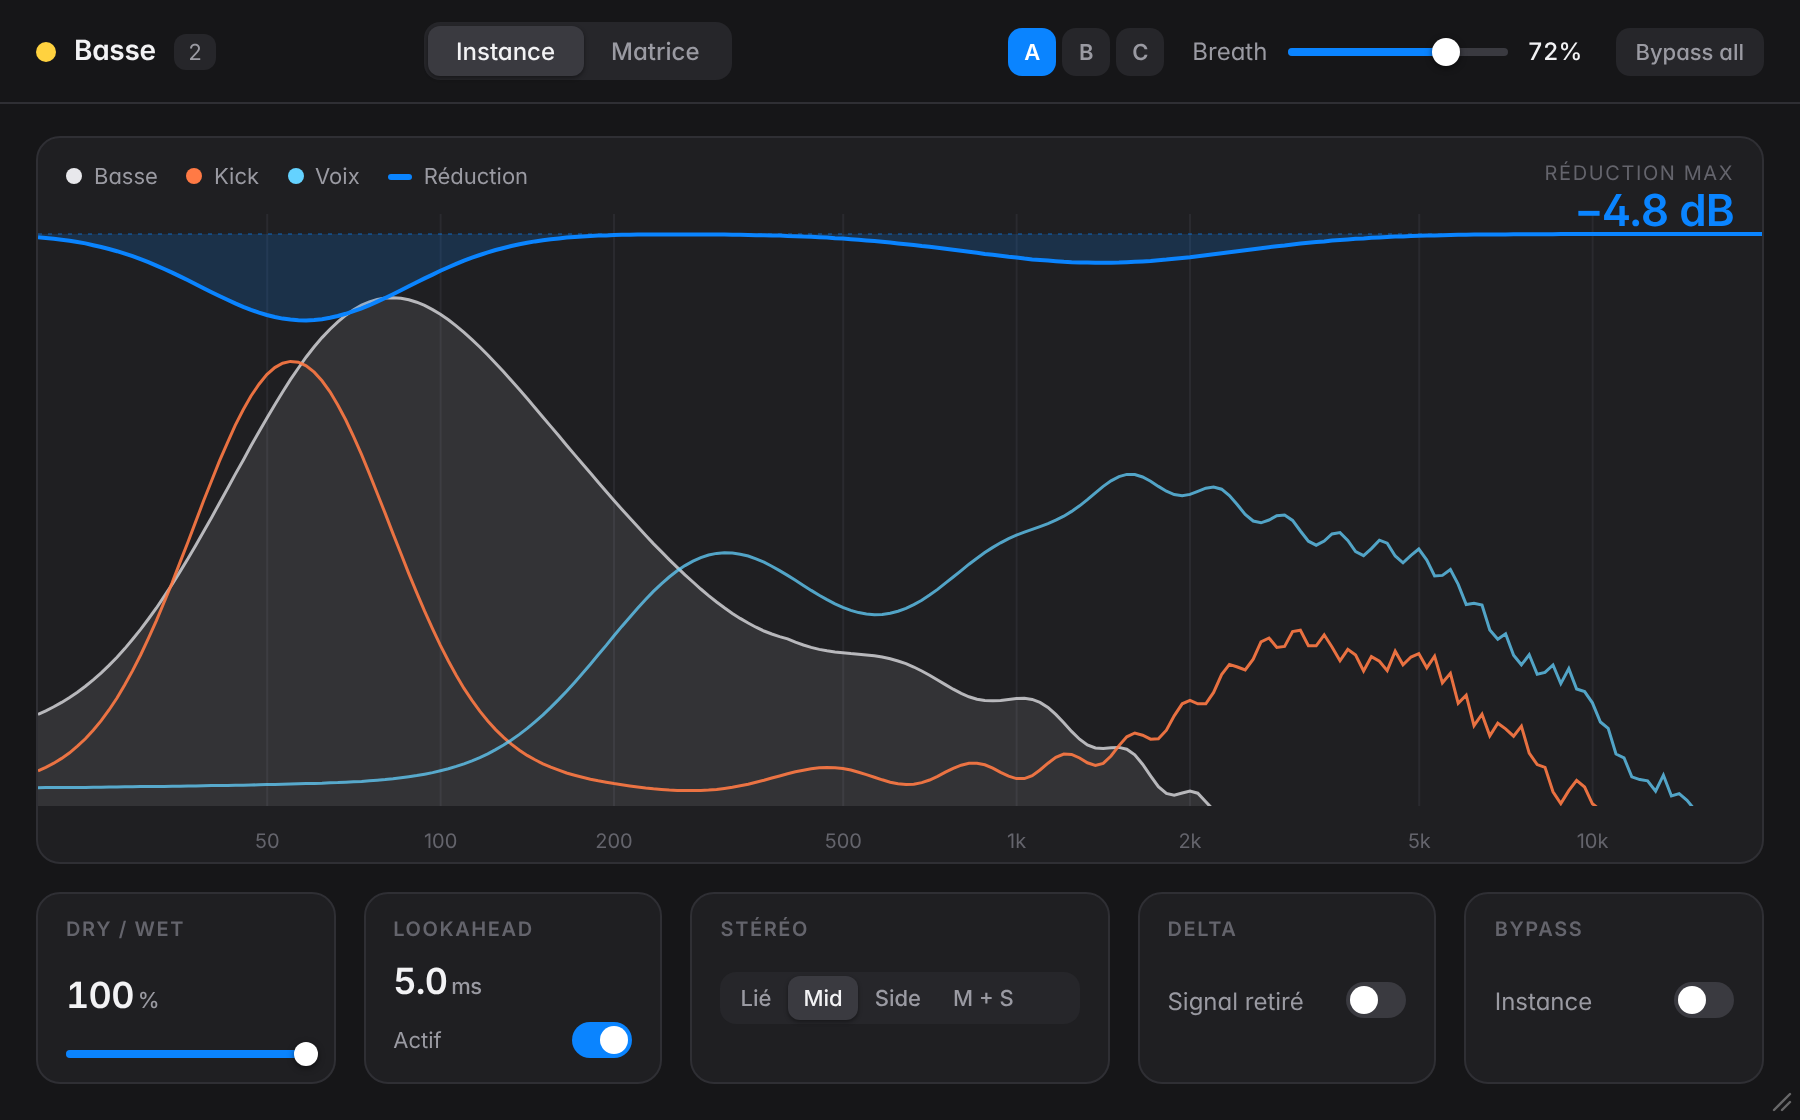 Basse 2 Instance Matrice A B C Breath 72% Bypass all
Basse Kick Voix Réduction
RÉDUCTION MAX
−4.8 dB
50 100 200 500 1k 2k 5k 10k
DRY / WET
100 %
LOOKAHEAD
5.0 ms
Actif
STÉRÉO
Lié Mid Side M + S
DELTA
Signal retiré
BYPASS
Instance